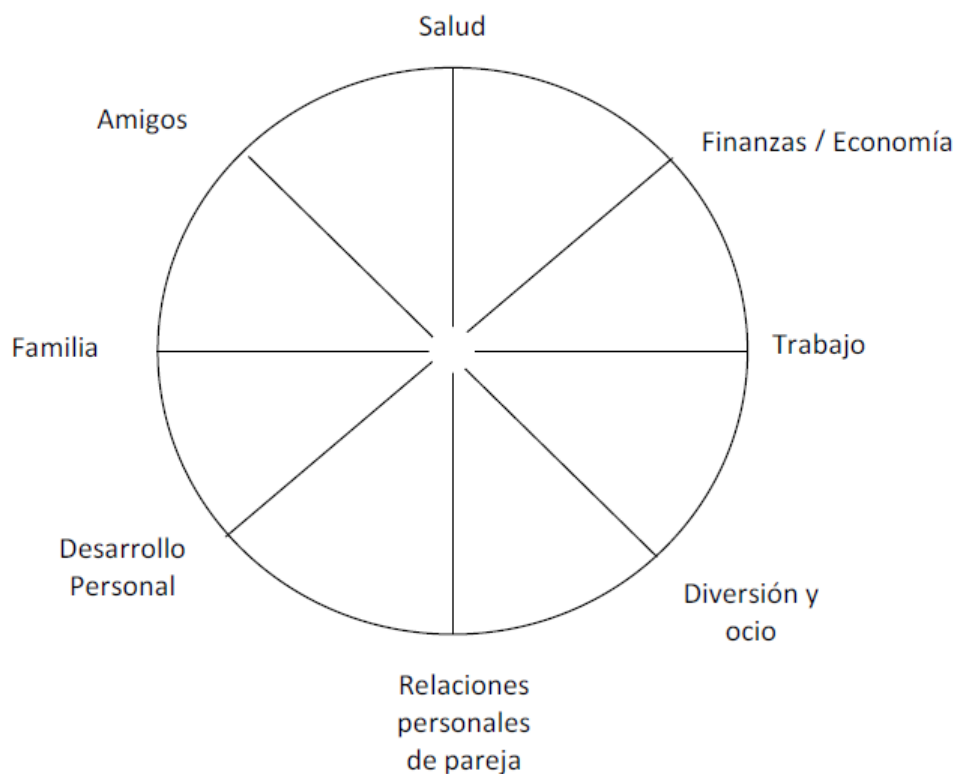 Salud
Amigos
Finanzas / Economía
Familia
Trabajo
Desarrollo
Personal
Diversión y
ocio
Relaciones
personales
de pareja